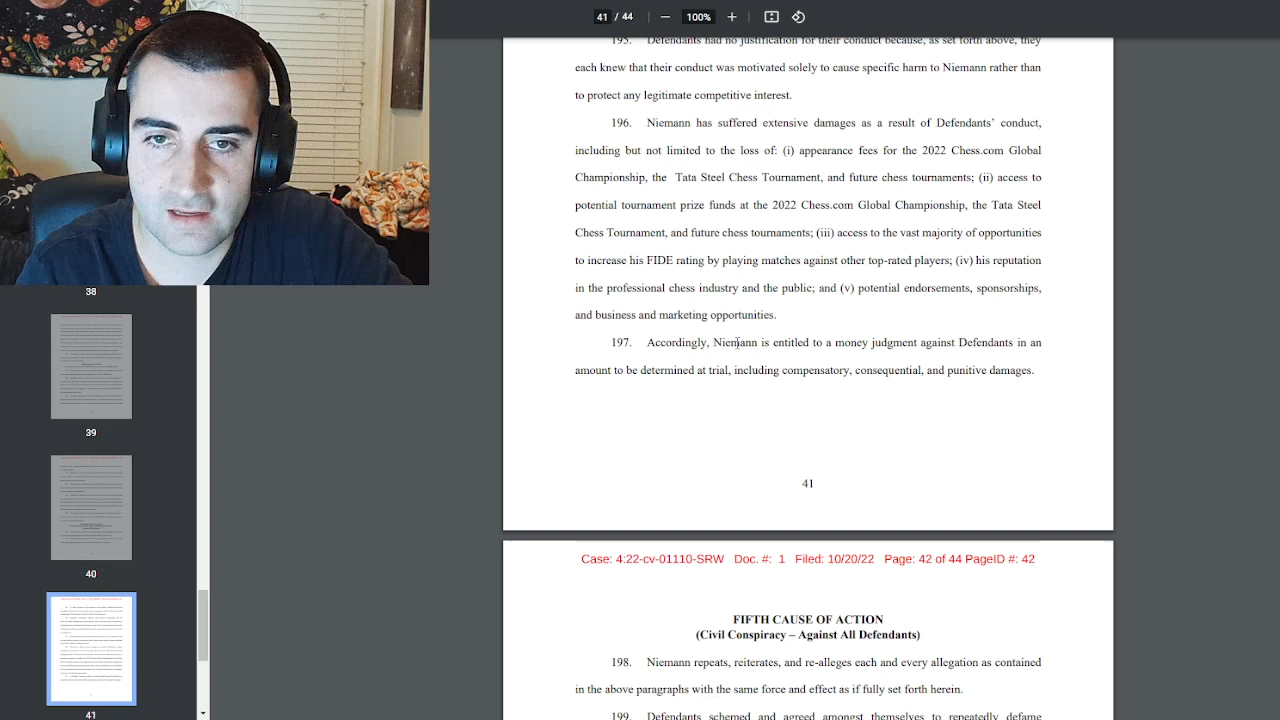 41 / 44
100%
195. Defendants had no justification for their conduct because, as set forth above, they
each knew that their conduct was motivated solely to cause specific harm to Niemann rather than
to protect any legitimate competitive interest.
196. Niemann has suffered extensive damages as a result of Defendants' conduct,
including but not limited to the loss of: (i) appearance fees for the 2022 Chess.com Global
Championship, the Tata Steel Chess Tournament, and future chess tournaments; (ii) access to
potential tournament prize funds at the 2022 Chess.com Global Championship, the Tata Steel
Chess Tournament, and future chess tournaments; (iii) access to the vast majority of opportunities
to increase his FIDE rating by playing matches against other top-rated players; (iv) his reputation
in the professional chess industry and the public; and (v) potential endorsements, sponsorships,
and business and marketing opportunities.
197. Accordingly, Niemann is entitled to a money judgment against Defendants in an
amount to be determined at trial, including compensatory, consequential, and punitive damages.
41
Case: 4:22-cv-01110-SRW Doc. #: 1 Filed: 10/20/22 Page: 42 of 44 PageID #: 42
FIFTH CAUSE OF ACTION
(Civil Conspiracy – Against All Defendants)
198. Niemann repeats, reiterates and alleges each and every allegation as contained
in the above paragraphs with the same force and effect as if fully set forth herein.
199. Defendants schemed and agreed amongst themselves to repeatedly defame
38
39
40
41